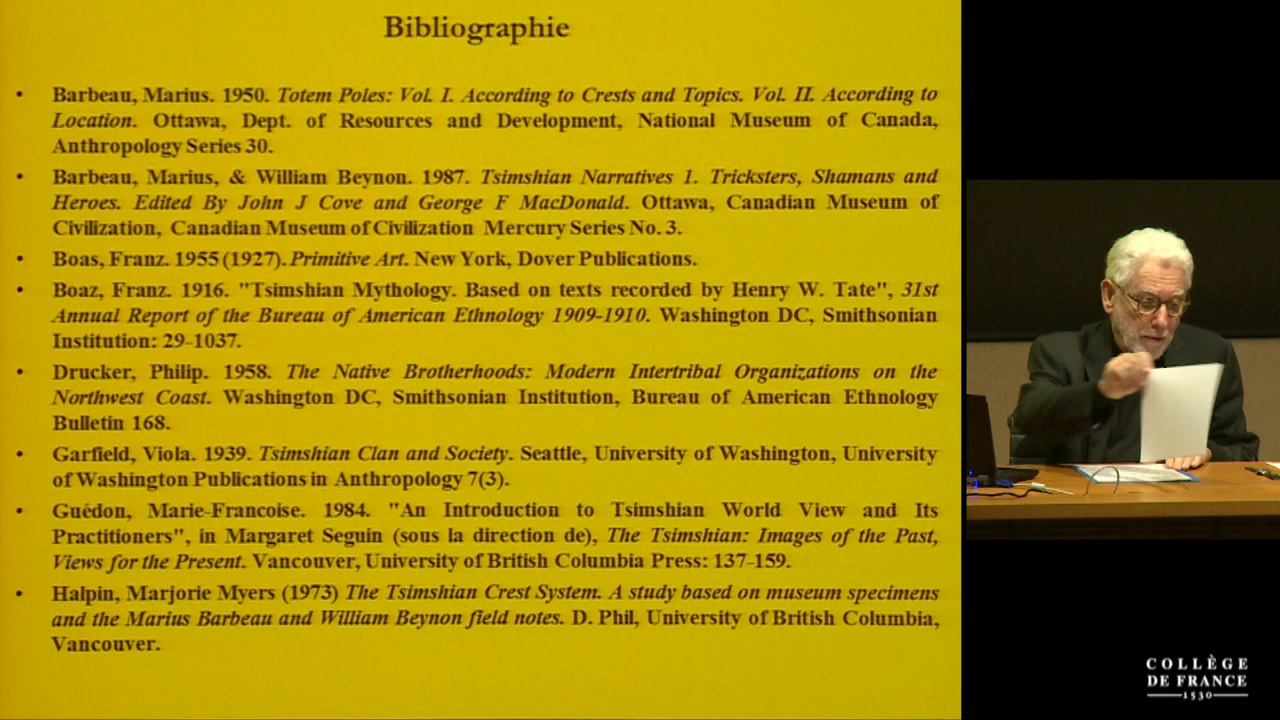 Bibliographie
• Barbeau, Marius. 1950. Totem Poles: Vol. I. According to Crests and Topics. Vol. II. According to
Location. Ottawa, Dept. of Resources and Development, National Museum of Canada,
Anthropology Series 30.
• Barbeau, Marius, & William Beynon. 1987. Tsimshian Narratives 1. Tricksters, Shamans and
Heroes. Edited By John J Cove and George F MacDonald. Ottawa, Canadian Museum of
Civilization, Canadian Museum of Civilization Mercury Series No. 3.
• Boas, Franz. 1955 (1927). Primitive Art. New York, Dover Publications.
• Boaz, Franz. 1916. "Tsimshian Mythology. Based on texts recorded by Henry W. Tate", 31st
Annual Report of the Bureau of American Ethnology 1909-1910. Washington DC, Smithsonian
Institution: 29-1037.
• Drucker, Philip. 1958. The Native Brotherhoods: Modern Intertribal Organizations on the
Northwest Coast. Washington DC, Smithsonian Institution, Bureau of American Ethnology
Bulletin 168.
• Garfield, Viola. 1939. Tsimshian Clan and Society. Seattle, University of Washington, University
of Washington Publications in Anthropology 7(3).
• Guédon, Marie-Francoise. 1984. "An Introduction to Tsimshian World View and Its
Practitioners", in Margaret Seguin (sous la direction de), The Tsimshian: Images of the Past,
Views for the Present. Vancouver, University of British Columbia Press: 137-159.
• Halpin, Marjorie Myers (1973) The Tsimshian Crest System. A study based on museum specimens
and the Marius Barbeau and William Beynon field notes. D. Phil, University of British Columbia,
Vancouver.
COLLÈGE
DE FRANCE
1530